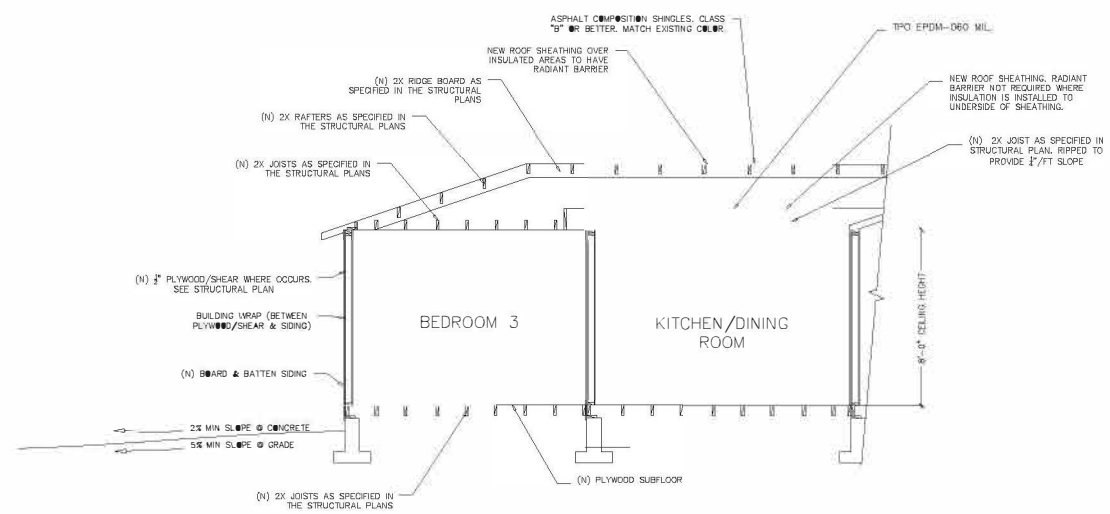 ASPHALT COMPOSITION SHINGLES. CLASS
"B" OR BETTER. MATCH EXISTING COLOR
TPO EPDM-060 MIL.
NEW ROOF SHEATHING OVER
INSULATED AREAS TO HAVE
RADIANT BARRIER
NEW ROOF SHEATHING. RADIANT
BARRIER NOT REQUIRED WHERE
INSULATION IS INSTALLED TO
UNDERSIDE OF SHEATHING.
(N) 2X RIDGE BOARD AS
SPECIFIED IN THE STRUCTURAL
PLANS
(N) 2X RAFTERS AS SPECIFIED IN
THE STRUCTURAL PLANS
(N) 2X JOIST AS SPECIFIED IN
STRUCTURAL PLAN. RIPPED TO
PROVIDE ¼"/FT SLOPE
(N) 2X JOISTS AS SPECIFIED IN
THE STRUCTURAL PLANS
(N) ½" PLYWOOD/SHEAR WHERE OCCURS.
SEE STRUCTURAL PLAN
BUILDING WRAP (BETWEEN
PLYWOOD/SHEAR & SIDING)
BEDROOM 3
KITCHEN/DINING
ROOM
8'-0" CEILING HEGHT
(N) BOARD & BATTEN SIDING
2% MIN SLOPE @ CONCRETE
5% MIN SLOPE @ GRADE
(N) PLYWOOD SUBFLOOR
(N) 2X JOISTS AS SPECIFIED IN
THE STRUCTURAL PLANS